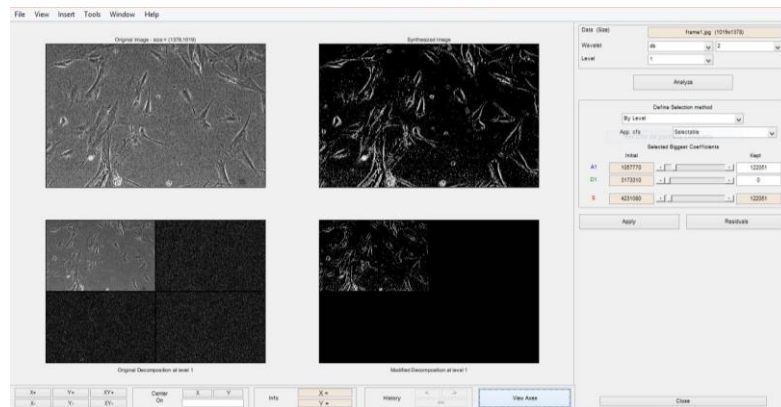 File View Insert Tools Window Help
Original Image - size = (1378,1019)
Synthesized Image
Data (Size) frame1.jpg (1019x1378)
Wavelet db 2
Level 1
Analyze
Define Selection method
By Level
App. cfs Selectable
Selected Biggest Coefficients
Initial Kept
A1 1057770 122051
D1 3173310 0
S 4231080 122051
Apply Residuals
Original Decomposition at level 1
Modified Decomposition at level 1
X+ Y+ XY+
X- Y- XY-
Center On X Y
Info X = Y =
History <- -> <<-
View Axes
Close